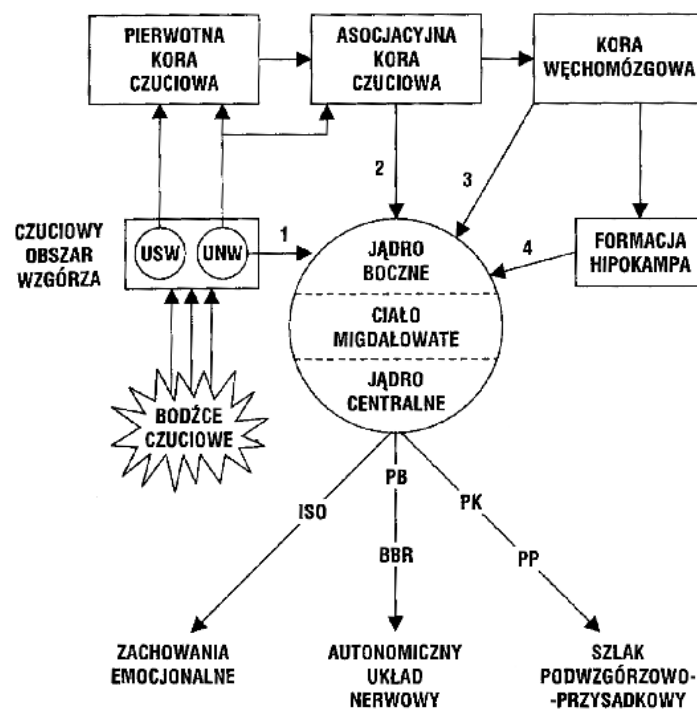 PIERWOTNA
KORA
CZUCIOWA
ASOCJACYJNA
KORA
CZUCIOWA
KORA
WĘCHOMÓZGOWA
2
3
CZUCIOWY
OBSZAR
WZGÓRZA
USW
UNW
1
4
FORMACJA
HIPOKAMPA
JĄDRO
BOCZNE
CIAŁO
MIGDAŁOWATE
JĄDRO
CENTRALNE
BODŹCE
CZUCIOWE
ISO
PB
PK
BBR
PP
ZACHOWANIA
EMOCJONALNE
AUTONOMICZNY
UKŁAD
NERWOWY
SZLAK
PODWZGÓRZOWO-
-PRZYSADKOWY